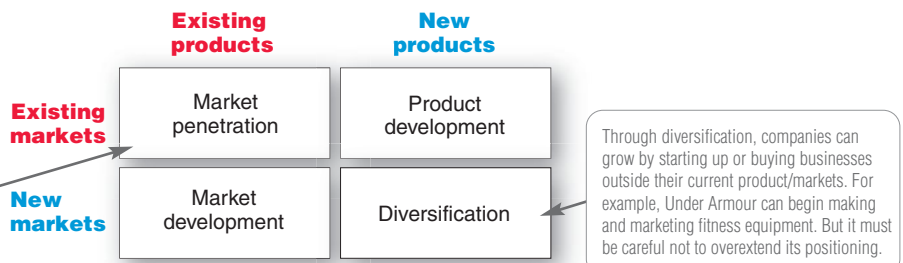 Existing
products
New
products
Existing
markets
Market
penetration
Product
development
New
markets
Market
development
Diversification
Through diversification, companies can
grow by starting up or buying businesses
outside their current product/markets. For
example, Under Armour can begin making
and marketing fitness equipment. But it must
be careful not to overextend its positioning.